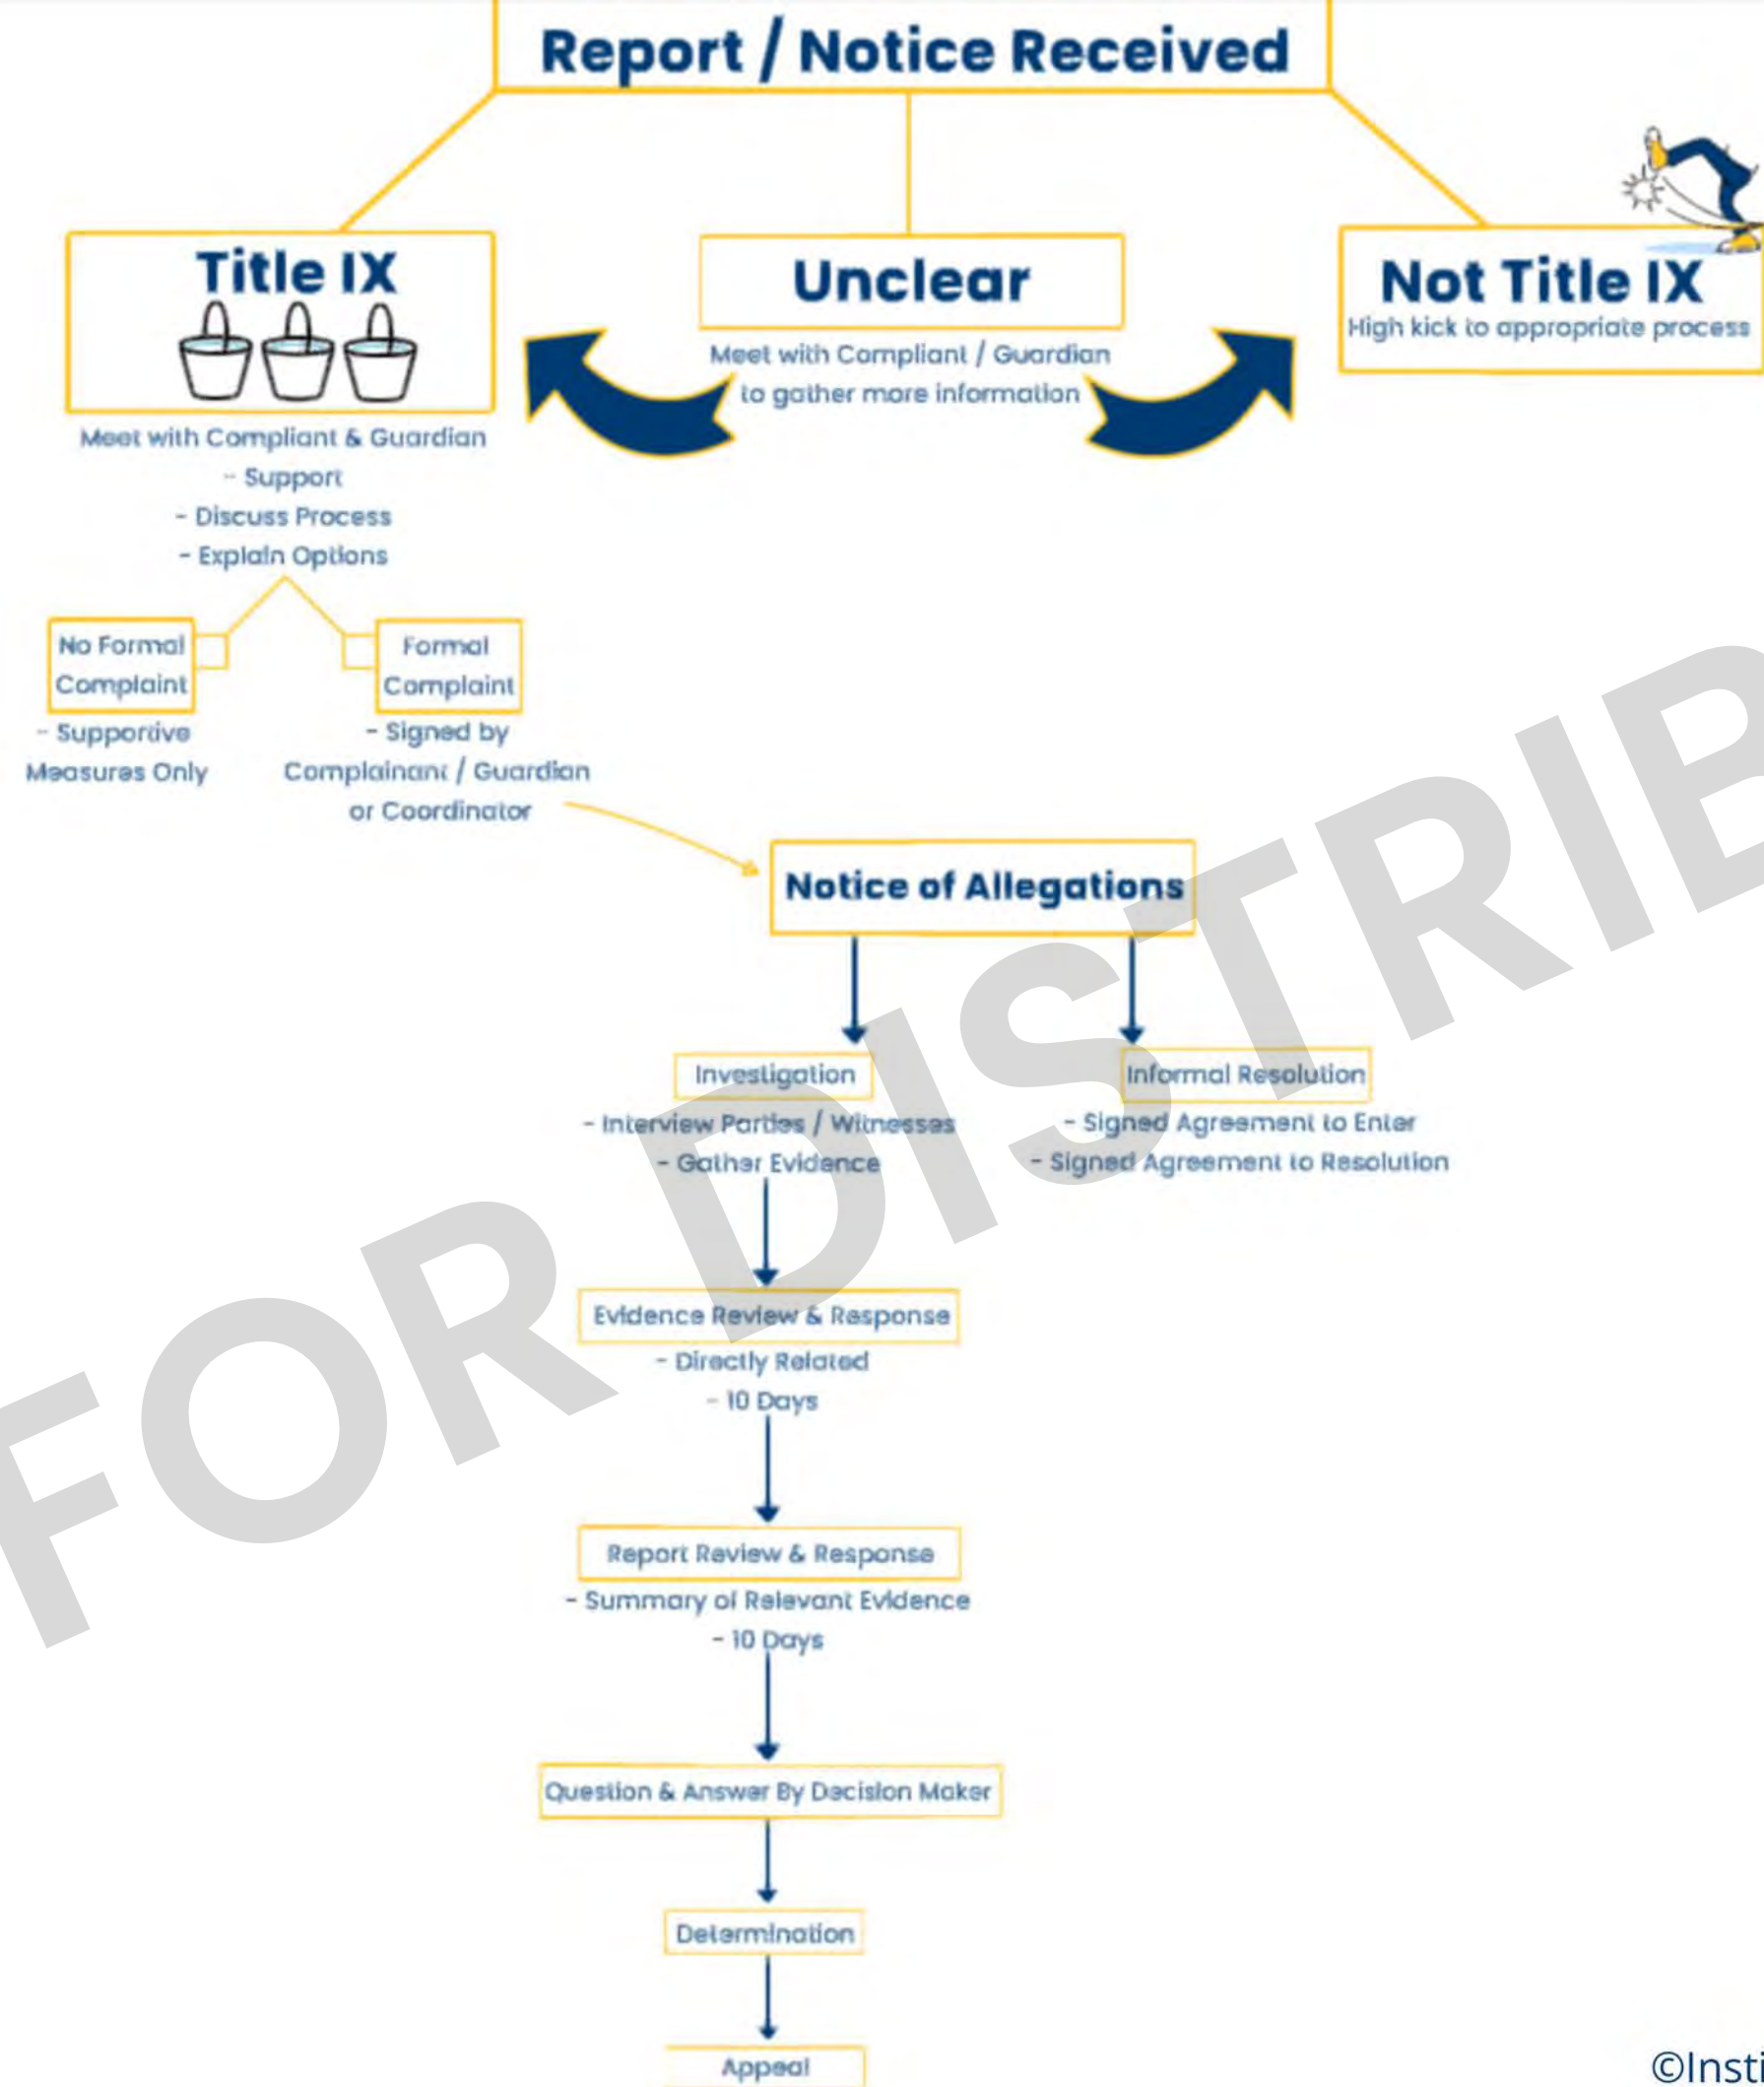 Report / Notice Received
Title IX
Unclear
Not Title IX
High kick to appropriate process
Meet with Compliant / Guardian
to gather more information
Meet with Compliant & Guardian
- Support
- Discuss Process
- Explain Options
No Formal
Complaint
- Supportive
Measures Only
Formal
Complaint
- Signed by
Complainant / Guardian
or Coordinator
Notice of Allegations
Investigation
- Interview Parties / Witnesses
- Gather Evidence
Informal Resolution
- Signed Agreement to Enter
- Signed Agreement to Resolution
Evidence Review & Response
- Directly Related
- 10 Days
Report Review & Response
- Summary of Relevant Evidence
- 10 Days
Question & Answer By Decision Maker
Determination
Appeal
FOR DISTRIB
©Insti